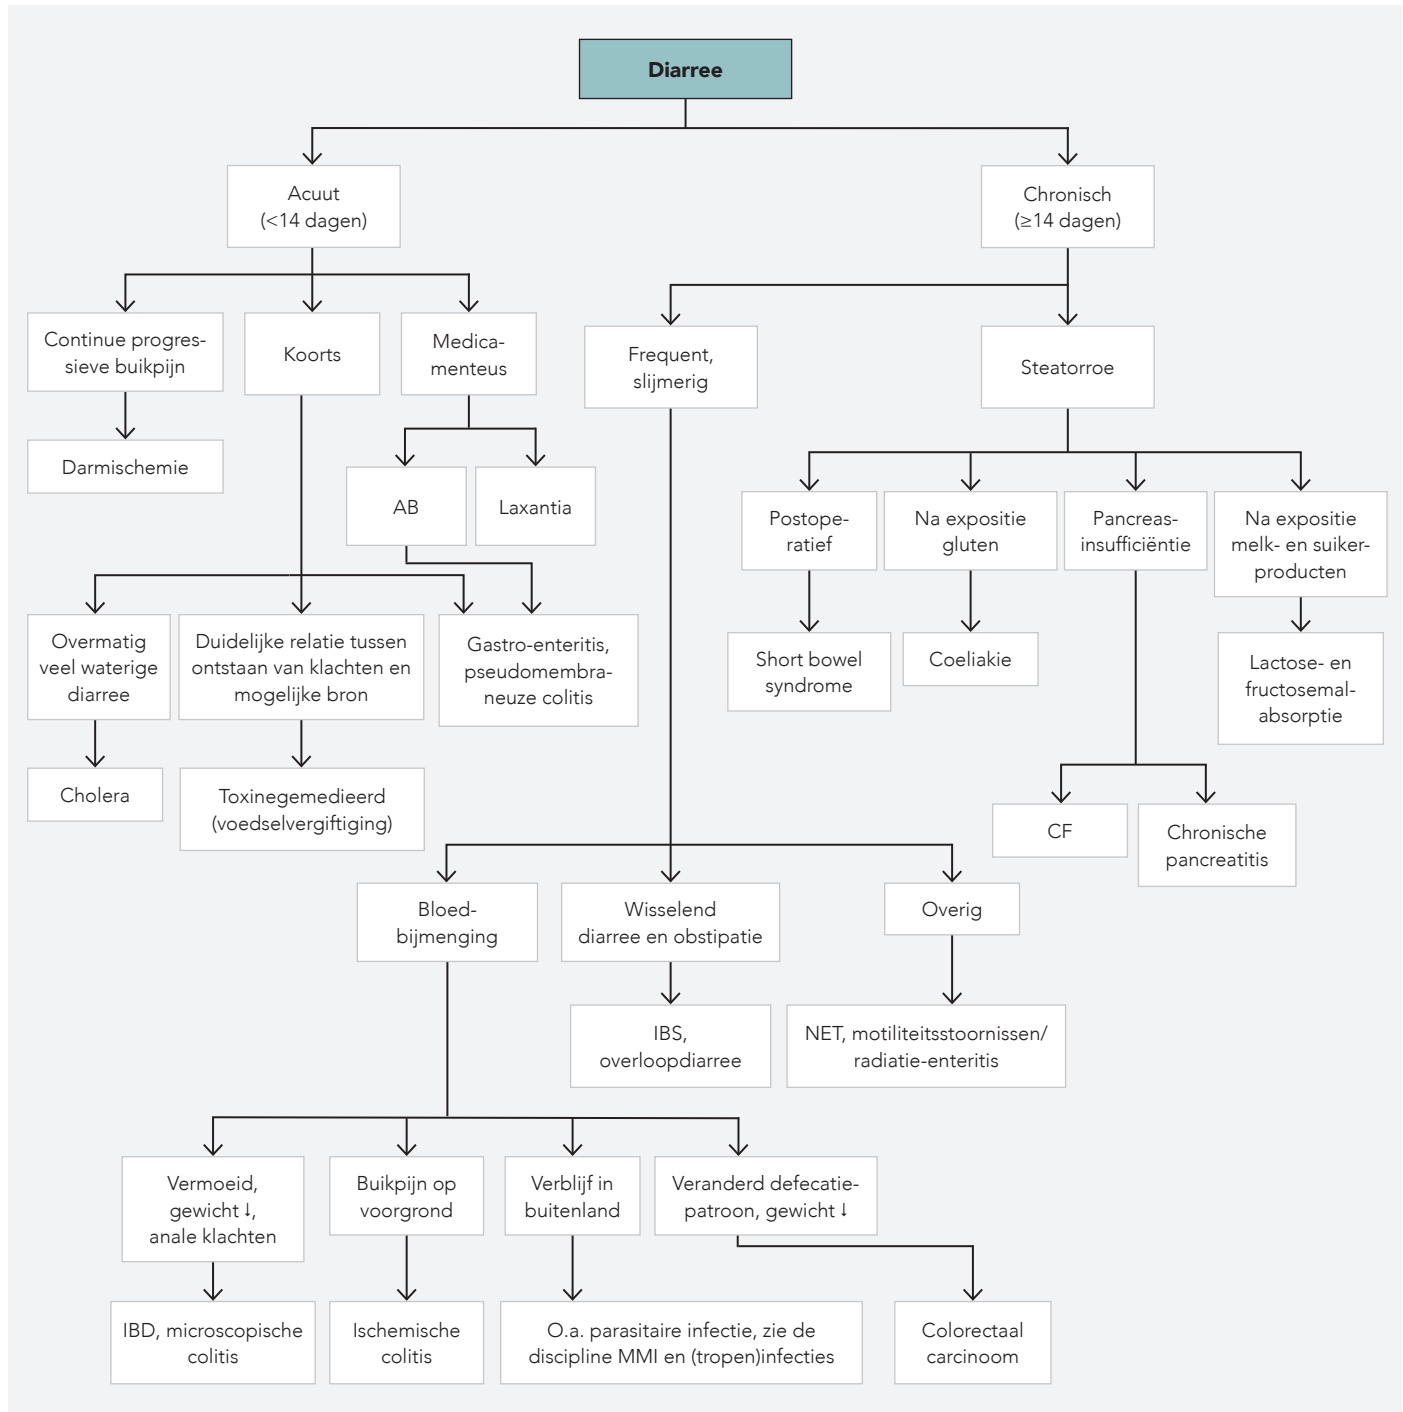 Diarree
Acuut
(<14 dagen)
Chronisch
(≥14 dagen)
Continue progres-
sieve buikpijn
Koorts
Medica-
menteus
Frequent,
slijmerig
Steatorroe
Darmischemie
AB
Laxantia
Postope-
ratief
Na expositie
gluten
Pancreas-
insufficiëntie
Na expositie
melk- en suiker-
producten
Overmatig
veel waterige
diarree
Duidelijke relatie tussen
ontstaan van klachten en
mogelijke bron
Gastro-enteritis,
pseudomembra-
neuze colitis
Short bowel
syndrome
Coeliakie
Lactose- en
fructosemal-
absorptie
Cholera
Toxinegemedieerd
(voedselvergiftiging)
CF
Chronische
pancreatitis
Bloed-
bijmenging
Wisselend
diarree en obstipatie
Overig
IBS,
overloopdiarree
NET, motiliteitsstoornissen/
radiatie-enteritis
Vermoeid,
gewicht ↓,
anale klachten
Buikpijn op
voorgrond
Verblijf in
buitenland
Veranderd defecatie-
patroon, gewicht ↓
IBD, microscopische
colitis
Ischemische
colitis
O.a. parasitaire infectie, zie de
discipline MMI en (tropen)infecties
Colorectaal
carcinoom